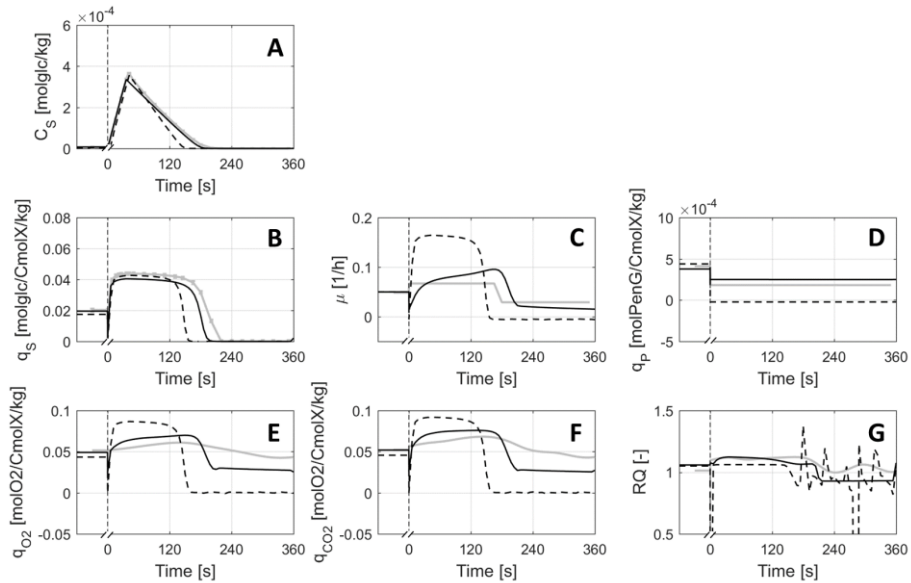 ×10⁻⁴
6
4
2
0
C_S [molglc/kg]
A
0 120 240 360
Time [s]
0.08
0.06
0.04
0.02
0
q_S [molglc/CmolX/kg]
B
0 120 240 360
Time [s]
0.2
0.1
0
μ [1/h]
C
0 120 240 360
Time [s]
×10⁻⁴
10
5
0
-5
q_P [molPenG/CmolX/kg]
D
0 120 240 360
Time [s]
0.1
0.05
0
-0.05
q_O2 [molO2/CmolX/kg]
E
0 120 240 360
Time [s]
0.1
0.05
0
-0.05
q_CO2 [molO2/CmolX/kg]
F
0 120 240 360
Time [s]
1.5
1
0.5
RQ [-]
G
0 120 240 360
Time [s]